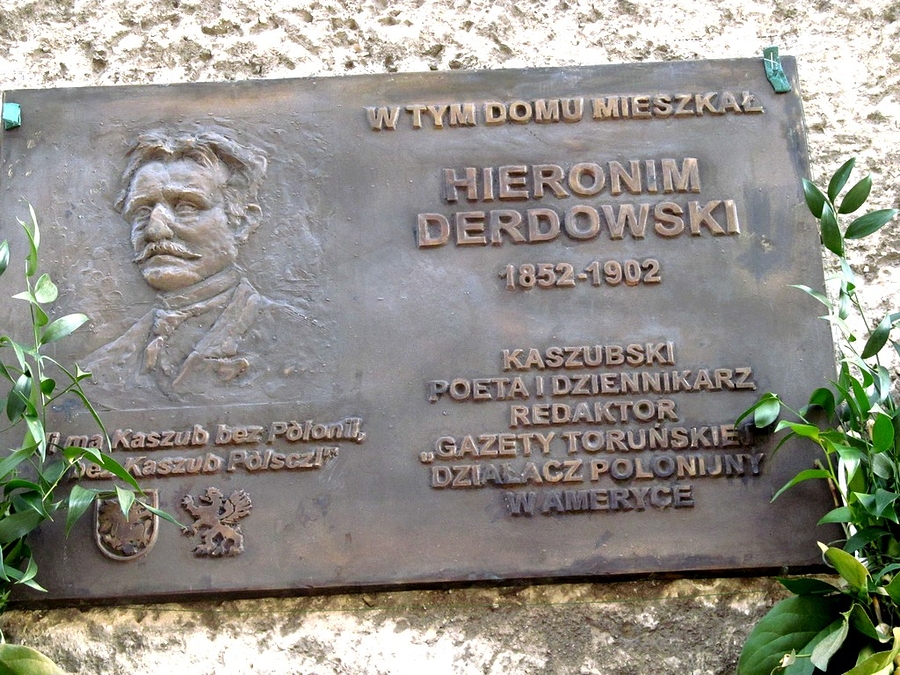 W TYM DOMU MIESZKAŁ
HIERONIM
DERDOWSKI
1852-1902
KASZUBSKI
POETA I DZIENNIKARZ
REDAKTOR
„GAZETY TORUŃSKIEJ
DZIAŁACZ POLONIJNY
W AMERYCE
ma Kaszub bez Pòlonii,
bez Kaszub Pòlsczi"